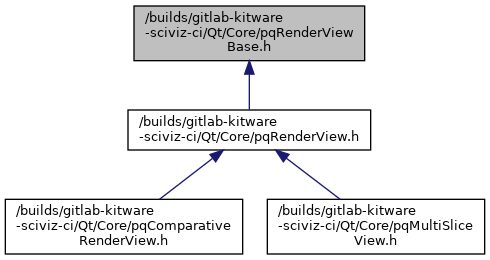 /builds/gitlab-kitware
-sciviz-ci/Qt/Core/pqRenderView
Base.h
/builds/gitlab-kitware
-sciviz-ci/Qt/Core/pqRenderView.h
/builds/gitlab-kitware
-sciviz-ci/Qt/Core/pqComparative
RenderView.h
/builds/gitlab-kitware
-sciviz-ci/Qt/Core/pqMultiSlice
View.h